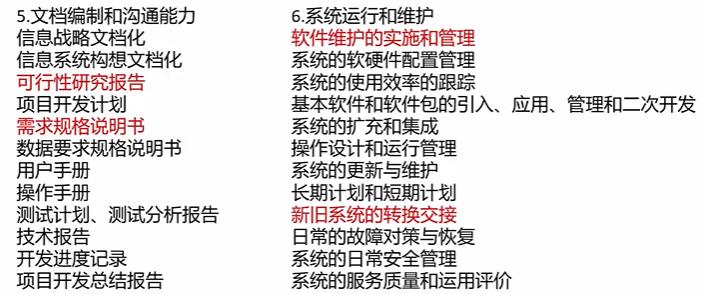 5.文档编制和沟通能力
信息战略文档化
信息系统构想文档化
可行性研究报告
项目开发计划
需求规格说明书
数据要求规格说明书
用户手册
操作手册
测试计划、测试分析报告
技术报告
开发进度记录
项目开发总结报告
6.系统运行和维护
软件维护的实施和管理
系统的软硬件配置管理
系统的使用效率的跟踪
基本软件和软件包的引入、应用、管理和二次开发
系统的扩充和集成
操作设计和运行管理
系统的更新与维护
长期计划和短期计划
新旧系统的转换交接
日常的故障对策与恢复
系统的日常安全管理
系统的服务质量和运用评价